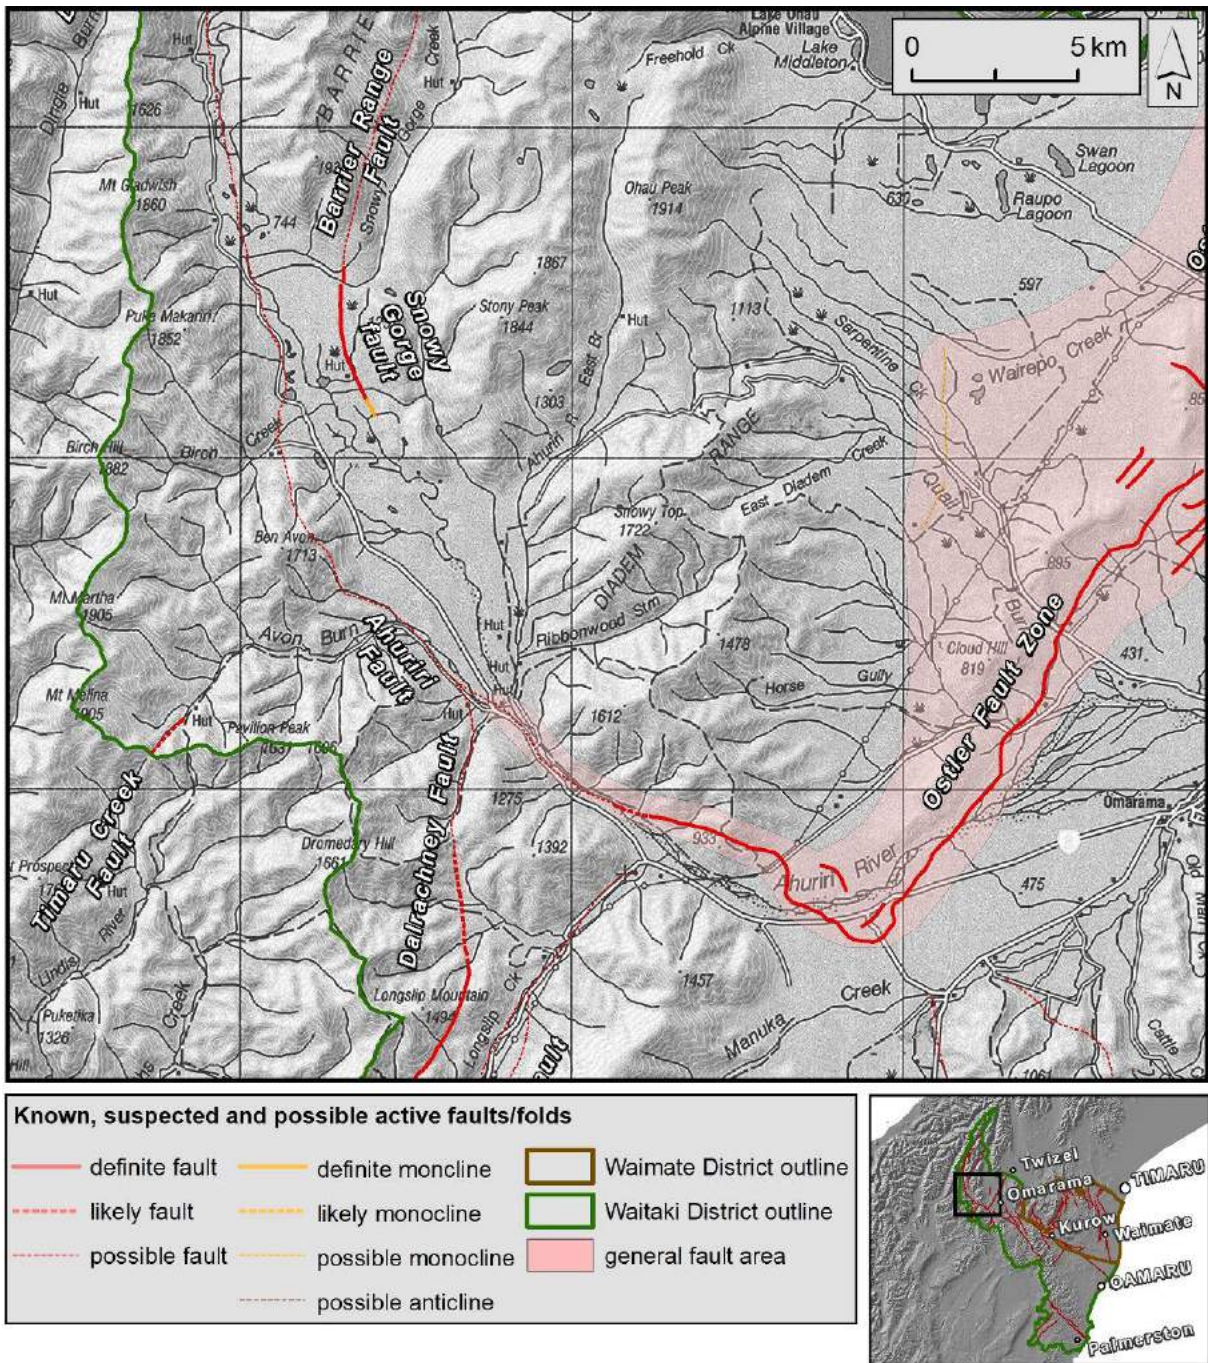 Lake Ohau
Alpine Village
Lake
Middleton
Freehold Ck
0 5 km
N
Burn
Dingle
Hut
Hut
Hut
BARRIE
Creek
Gorge
Snowy
Barrier Range
Fault
1626
Mt Gladwish
1860
744
Ohau Peak
1914
630
Swan
Lagoon
Raupo
Lagoon
Hut
Puke Makariri
1852
1867
Stony Peak
1844
Snowy
Gorge
fault
Hut
Hut
East Br
1113
597
Serpentine
Ck
Wairepo Creek
1303
Birch Hill
1882
Birch
Creek
Ahuriri
RANGE
East Diadem Creek
Quail
Burn
Snowy Top
1722
DIADEM
Ben Avon
1713
895
Mt Martha
1905
Avon Burn
Ahuriri
Fault
Hut
Ribbonwood Stm
1478
Cloud Hill
819
431
Hut
Hut
Hut
Horse Gully
Mt Melina
1905
Hut
Pavilion Peak
1612
Ostler Fault Zone
Dalrachney Fault
1275
Omarama
Timaru Creek
Fault
Dromedary Hill
1661
1392
933
Ahuriri River
475
Hut
River
Lindis
Longslip Mountain
1494
1457
Creek
Manuka
Creek
Longslip Ck
Puketika
1326
Hill
ault
Cattle
1061
Known, suspected and possible active faults/folds
definite fault
definite moncline
Waimate District outline
likely fault
likely monocline
Waitaki District outline
possible fault
possible monocline
general fault area
possible anticline
Twizel
TIMARU
Omarama
Kurow
Waimate
OAMARU
Palmerston